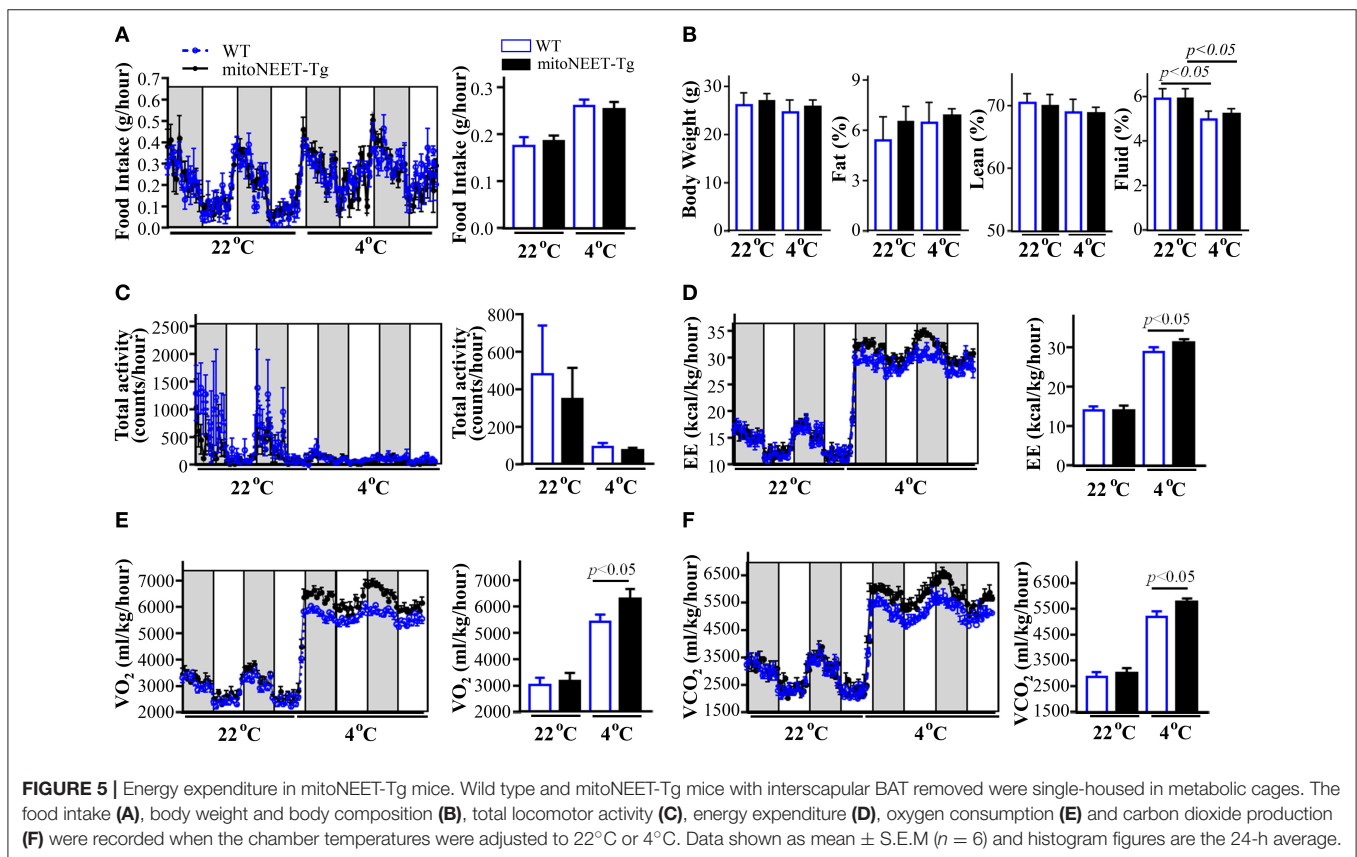 A
WT
mitoNEET-Tg
Food Intake (g/hour)
0.7
0.6
0.5
0.4
0.3
0.2
0.1
0.0
22°C
4°C
WT
mitoNEET-Tg
Food Intake (g/hour)
0.3
0.2
0.1
0.0
22°C
4°C
B
Body Weight (g)
30
20
10
0
22°C
4°C
Fat (%)
9
6
3
0
22°C
4°C
Lean (%)
70
60
50
22°C
4°C
p<0.05
p<0.05
Fluid (%)
6
4
2
0
22°C
4°C
C
Total activity
(counts/hour)
2500
2000
1500
1000
500
0
22°C
4°C
Total activity
(counts/hour)
800
600
400
200
0
22°C
4°C
D
EE (kcal/kg/hour)
35
30
25
20
15
10
22°C
4°C
EE (kcal/kg/hour)
p<0.05
30
20
10
0
22°C
4°C
E
VO2 (ml/kg/hour)
7000
6000
5000
4000
3000
2000
22°C
4°C
VO2 (ml/kg/hour)
p<0.05
7000
6000
5000
4000
3000
2000
22°C
4°C
F
VCO2 (ml/kg/hour)
6500
5500
4500
3500
2500
1500
22°C
4°C
VCO2 (ml/kg/hour)
p<0.05
6500
5500
4500
3500
2500
1500
22°C
4°C
FIGURE 5 | Energy expenditure in mitoNEET-Tg mice. Wild type and mitoNEET-Tg mice with interscapular BAT removed were single-housed in metabolic cages. The
food intake (A), body weight and body composition (B), total locomotor activity (C), energy expenditure (D), oxygen consumption (E) and carbon dioxide production
(F) were recorded when the chamber temperatures were adjusted to 22°C or 4°C. Data shown as mean ± S.E.M (n = 6) and histogram figures are the 24-h average.